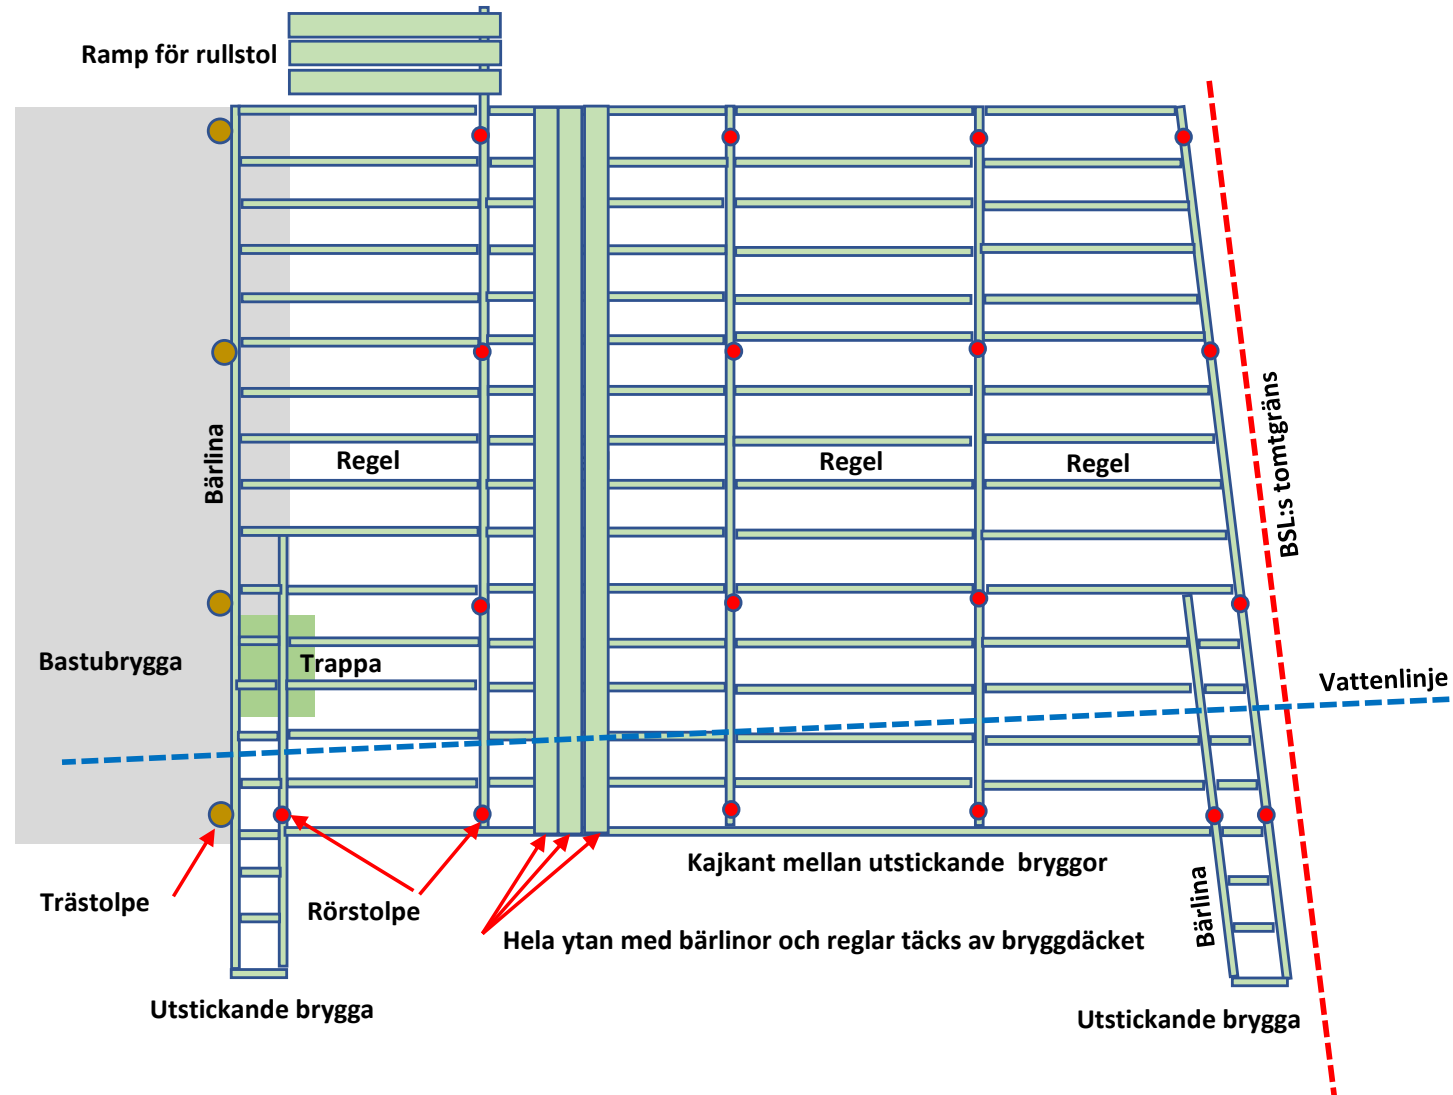 Ramp för rullstol
BSL:s tomtgräns
Bärlina
Regel
Regel
Regel
Bastubrygga
Trappa
Vattenlinje
Kajkant mellan utstickande bryggor
Trästolpe
Rörstolpe
Bärlina
Hela ytan med bärlinor och reglar täcks av bryggdäcket
Utstickande brygga
Utstickande brygga